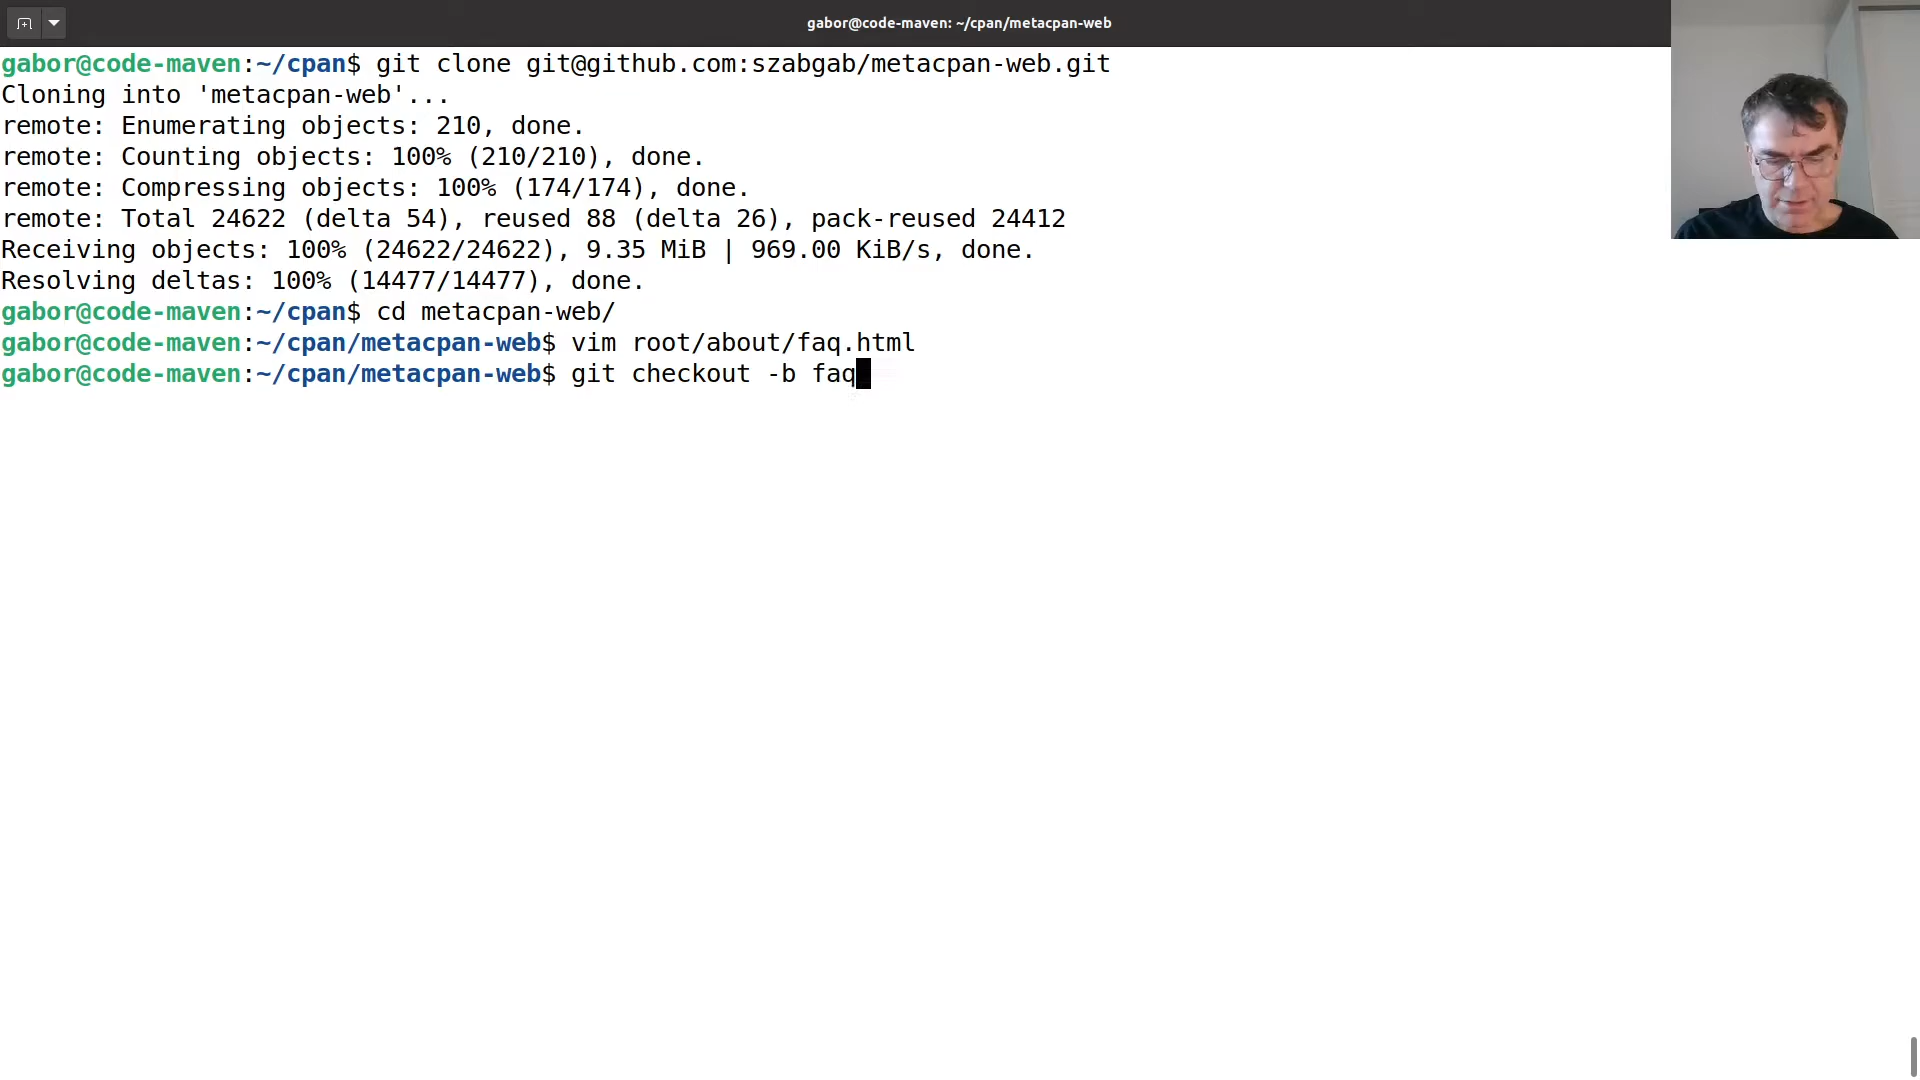 gabor@code-maven: ~/cpan/metacpan-web
gabor@code-maven:~/cpan$ git clone git@github.com:szabgab/metacpan-web.git
Cloning into 'metacpan-web'...
remote: Enumerating objects: 210, done.
remote: Counting objects: 100% (210/210), done.
remote: Compressing objects: 100% (174/174), done.
remote: Total 24622 (delta 54), reused 88 (delta 26), pack-reused 24412
Receiving objects: 100% (24622/24622), 9.35 MiB | 969.00 KiB/s, done.
Resolving deltas: 100% (14477/14477), done.
gabor@code-maven:~/cpan$ cd metacpan-web/
gabor@code-maven:~/cpan/metacpan-web$ vim root/about/faq.html
gabor@code-maven:~/cpan/metacpan-web$ git checkout -b faq